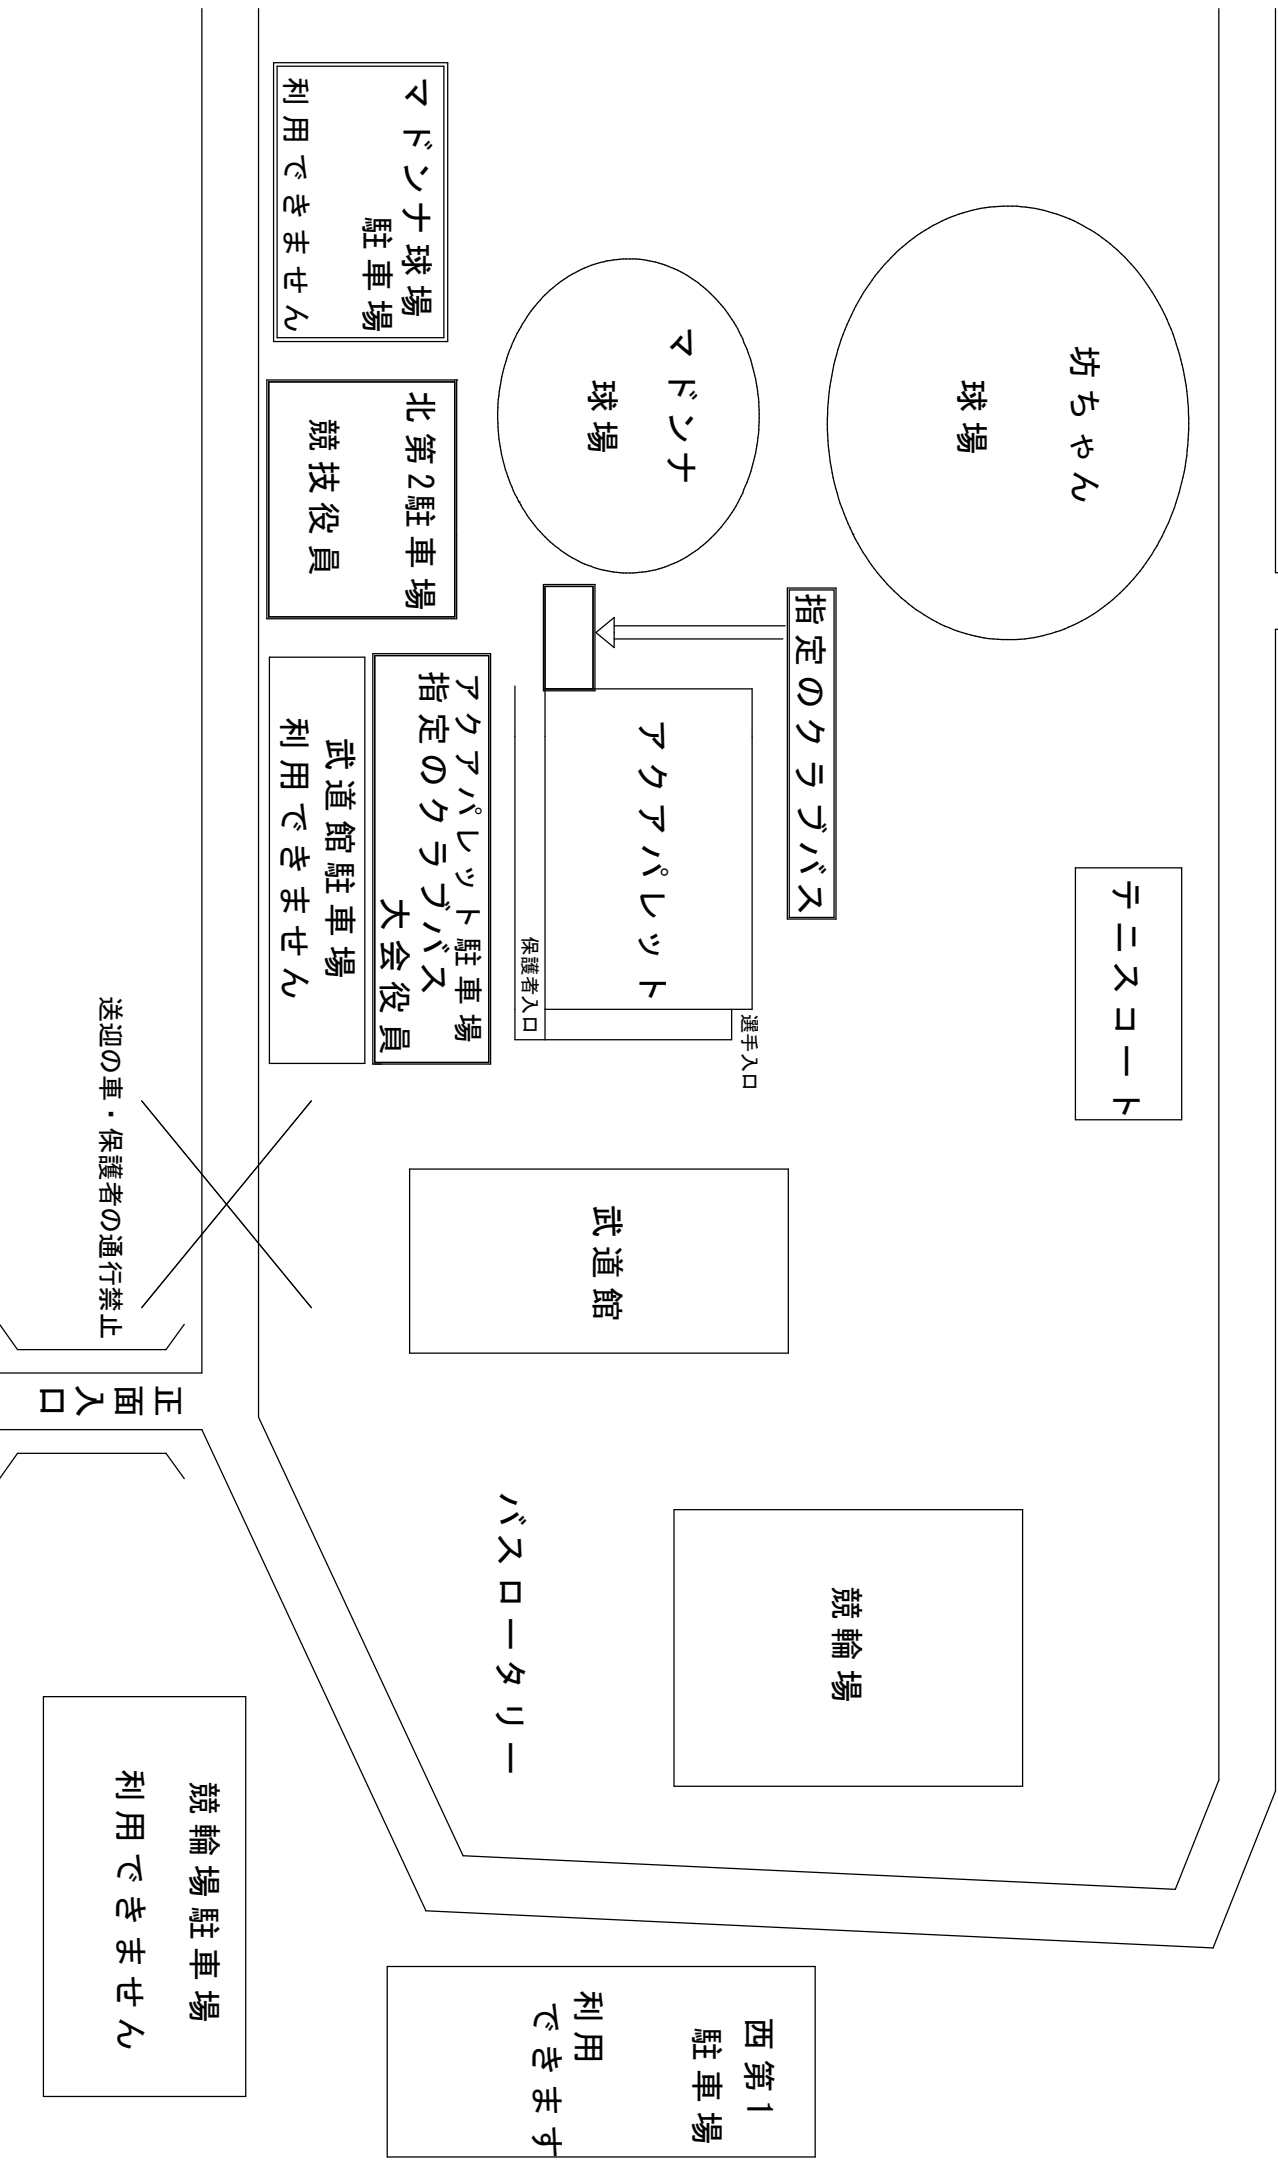 坊ちゃん
球場
マドンナ
球場
マドンナ球場
駐車場
利用できません
北第2駐車場
競技役員
指定のクラブバス
テニスコート
アクアパレット
選手入口
保護者入口
アクアパレット駐車場
指定のクラブバス
大会役員
武道館駐車場
利用できません
送迎の車・保護者の通行禁止
武道館
正面入口
競輪場
バスロータリー
競輪場駐車場
利用できません
西第1
駐車場
利用
できます